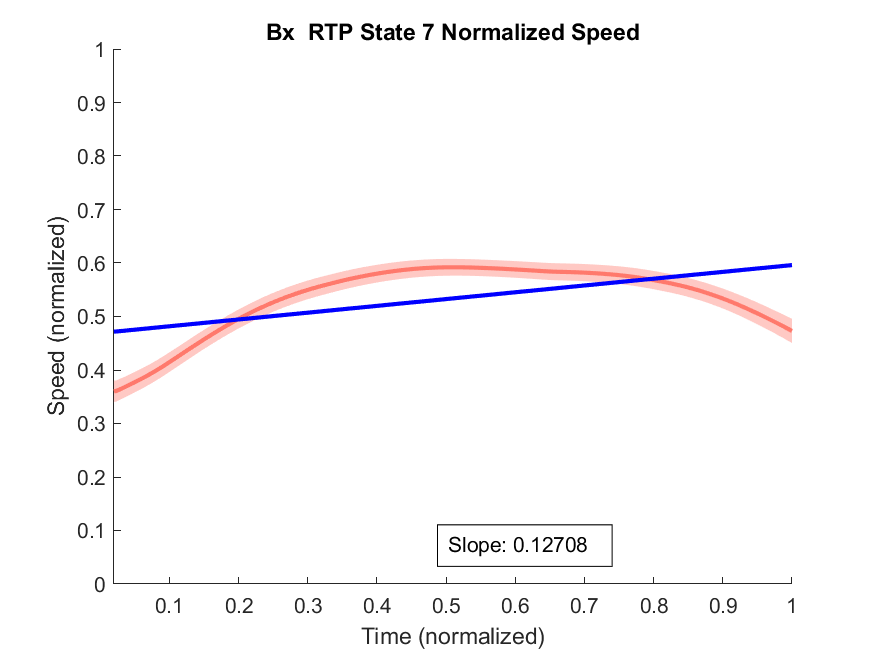 Bx  RTP State 7 Normalized Speed
1
0.9
0.8
0.7
0.6
0.5
0.4
0.3
0.2
0.1
0
Speed (normalized)
Slope: 0.12708
0.1 0.2 0.3 0.4 0.5 0.6 0.7 0.8 0.9 1
Time (normalized)